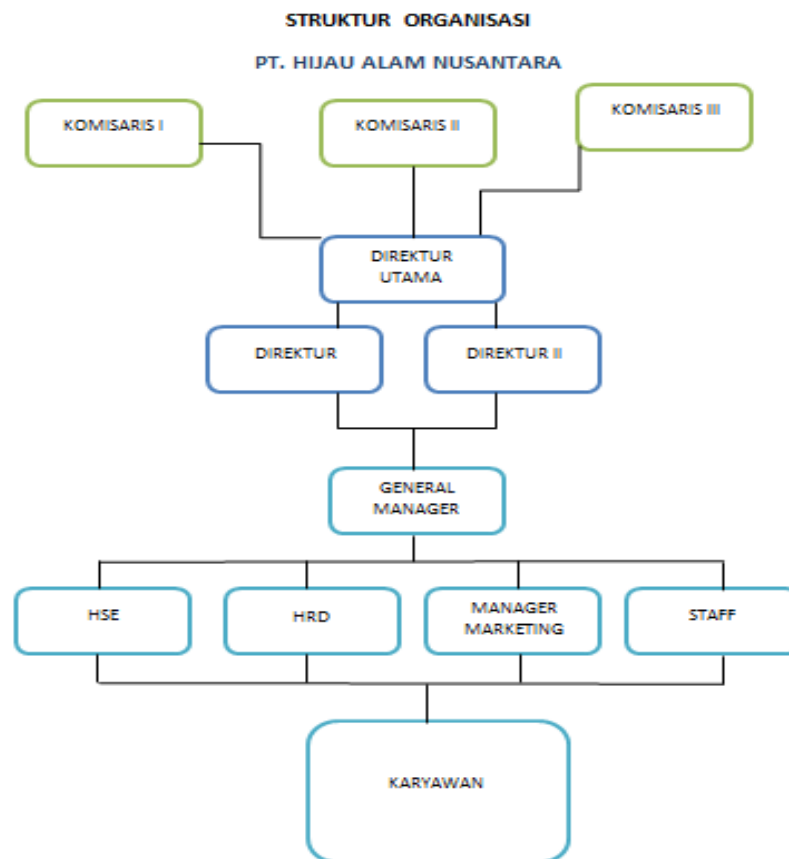 STRUKTUR ORGANISASI
PT. HIJAU ALAM NUSANTARA
KOMISARIS I
KOMISARIS II
KOMISARIS III
DIREKTUR
UTAMA
DIREKTUR
DIREKTUR II
GENERAL
MANAGER
HSE
HRD
MANAGER
MARKETING
STAFF
KARYAWAN